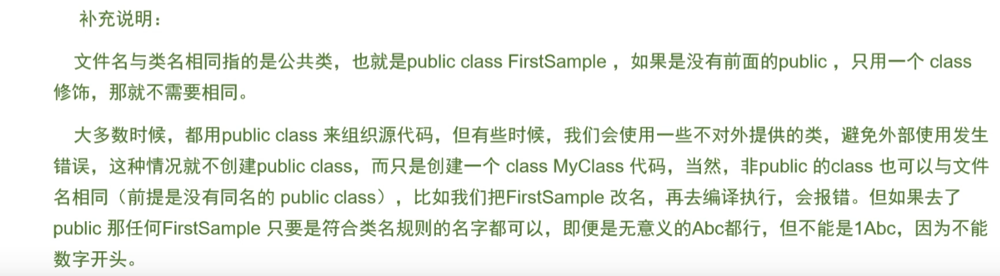 补充说明：
文件名与类名相同指的是公共类，也就是public class FirstSample ，如果是没有前面的public ，只用一个 class
修饰，那就不需要相同。
大多数时候，都用public class 来组织源代码，但有些时候，我们会使用一些不对外提供的类，避免外部使用发生
错误，这种情况就不创建public class，而只是创建一个 class MyClass 代码，当然，非public 的class 也可以与文件
名相同（前提是没有同名的 public class），比如我们把FirstSample 改名，再去编译执行，会报错。但如果去了
public 那任何FirstSample 只要是符合类名规则的名字都可以，即便是无意义的Abc都行，但不能是1Abc，因为不能
数字开头。